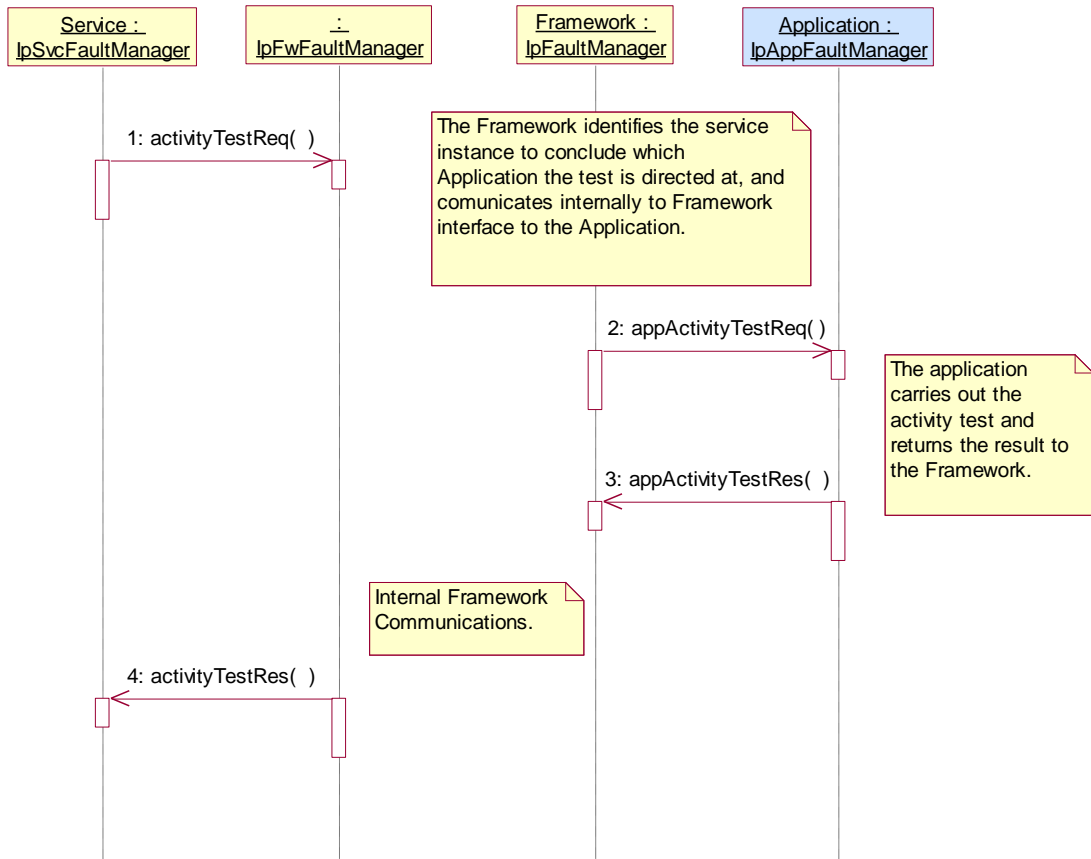 Service :
IpSvcFaultManager
:
IpFwFaultManager
Framework :
IpFaultManager
Application :
IpAppFaultManager
1: activityTestReq( )
The Framework identifies the service
instance to conclude which
Application the test is directed at, and
comunicates internally to Framework
interface to the Application.
2: appActivityTestReq( )
The application
carries out the
activity test and
returns the result to
the Framework.
3: appActivityTestRes( )
Internal Framework
Communications.
4: activityTestRes( )